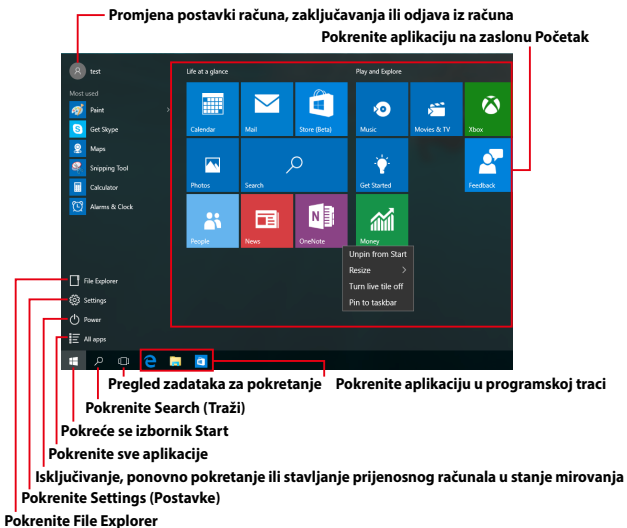 Promjena postavki računa, zaključavanja ili odjava iz računa
Pokrenite aplikaciju na zaslonu Početak
test
Most used
Paint
Get Skype
Maps
Snipping Tool
Calculator
Alarms & Clock
File Explorer
Settings
Power
All apps
Life at a glance
Play and Explore
Calendar
Mail
Store (Beta)
Music
Movies & TV
Xbox
Photos
Search
Get Started
Feedback
People
News
N
OneNote
Money
Unpin from Start
Resize
Turn live tile off
Pin to taskbar
Pregled zadataka za pokretanje
Pokrenite aplikaciju u programskoj traci
Pokrenite Search (Traži)
Pokreće se izbornik Start
Pokrenite sve aplikacije
Isključivanje, ponovno pokretanje ili stavljanje prijenosnog računala u stanje mirovanja
Pokrenite Settings (Postavke)
Pokrenite File Explorer